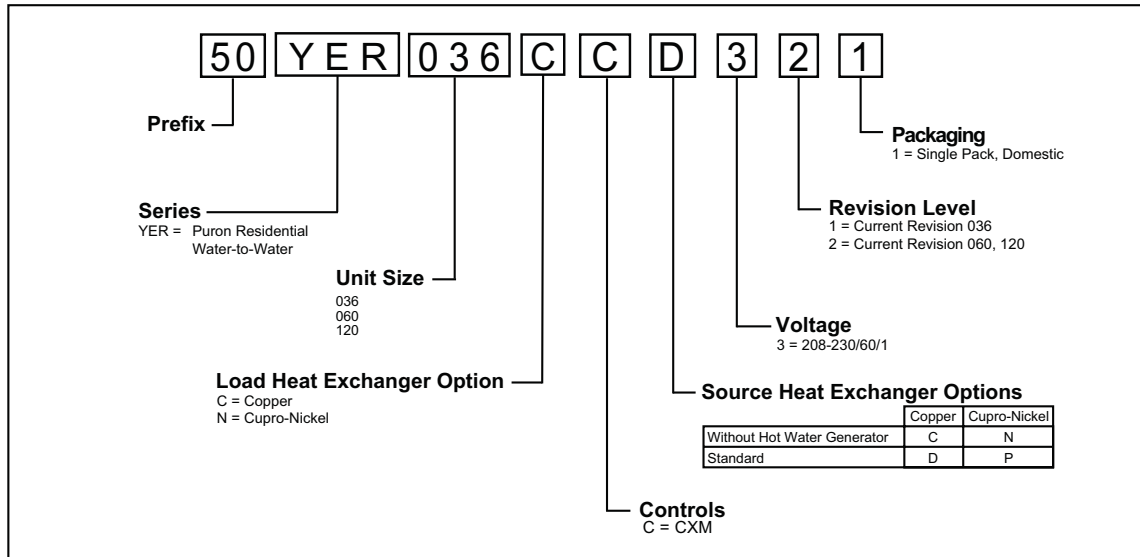 50 YER 036 C C D 3 2 1
Prefix
Packaging
1 = Single Pack, Domestic
Series
YER = Puron Residential
Water-to-Water
Revision Level
1 = Current Revision 036
2 = Current Revision 060, 120
Unit Size
036
060
120
Voltage
3 = 208-230/60/1
Load Heat Exchanger Option
C = Copper
N = Cupro-Nickel
Source Heat Exchanger Options
Copper Cupro-Nickel
Without Hot Water Generator C N
Standard D P
Controls
C = CXM